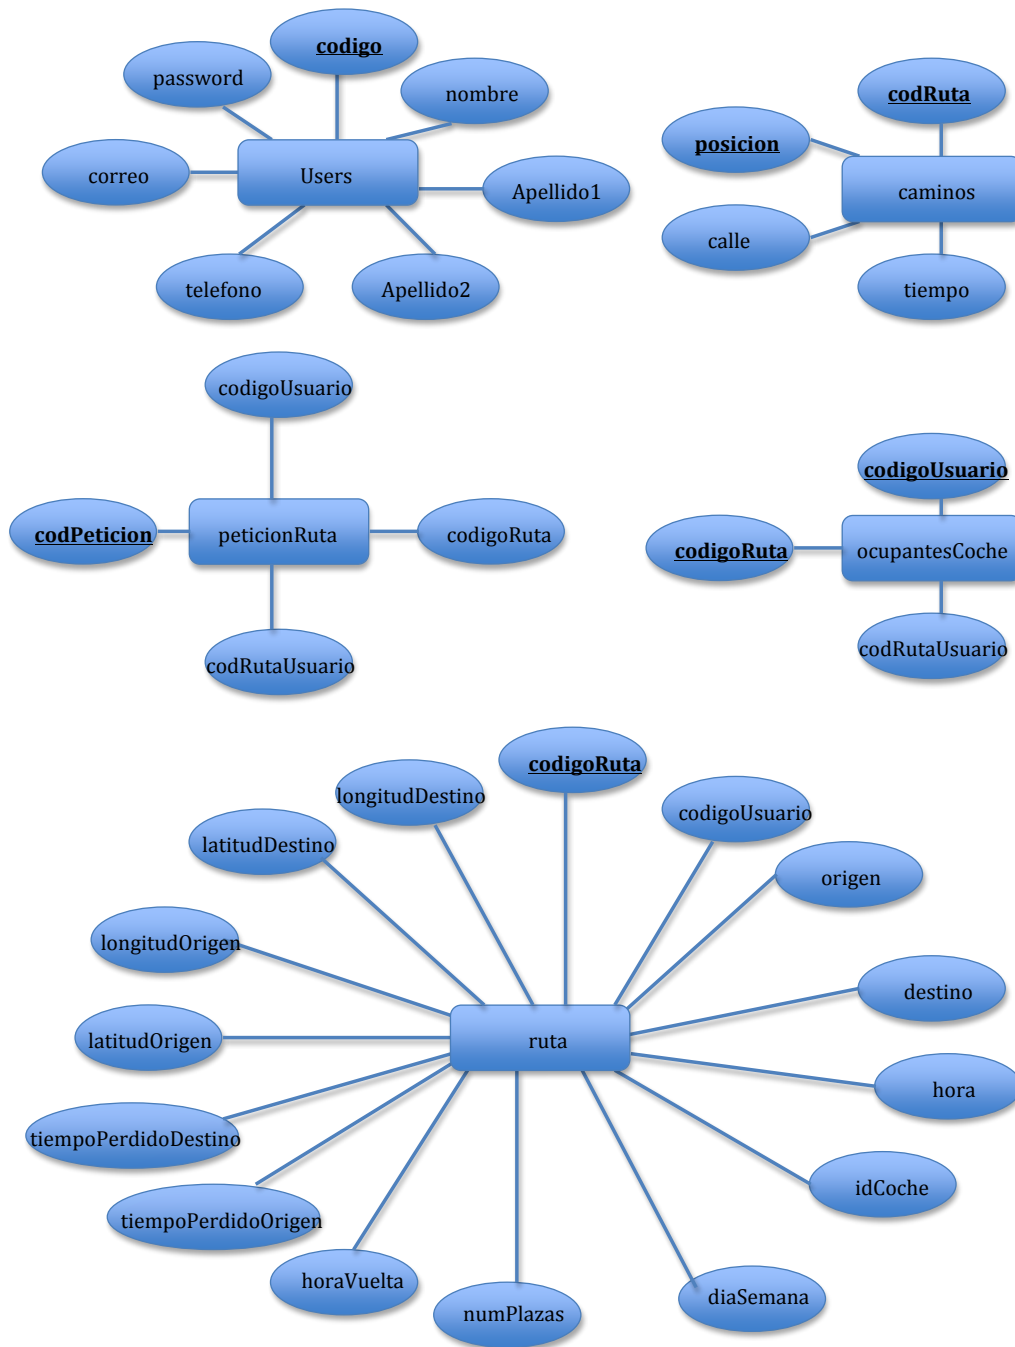 codigo
password
nombre
correo
Users
Apellido1
telefono
Apellido2
codRuta
posicion
caminos
calle
tiempo
codigoUsuario
codPeticion
peticionRuta
codigoRuta
codRutaUsuario
codigoUsuario
codigoRuta
ocupantesCoche
codRutaUsuario
codigoRuta
longitudDestino
codigoUsuario
latitudDestino
origen
longitudOrigen
destino
latitudOrigen
ruta
hora
tiempoPerdidoDestino
idCoche
tiempoPerdidoOrigen
horaVuelta
diaSemana
numPlazas